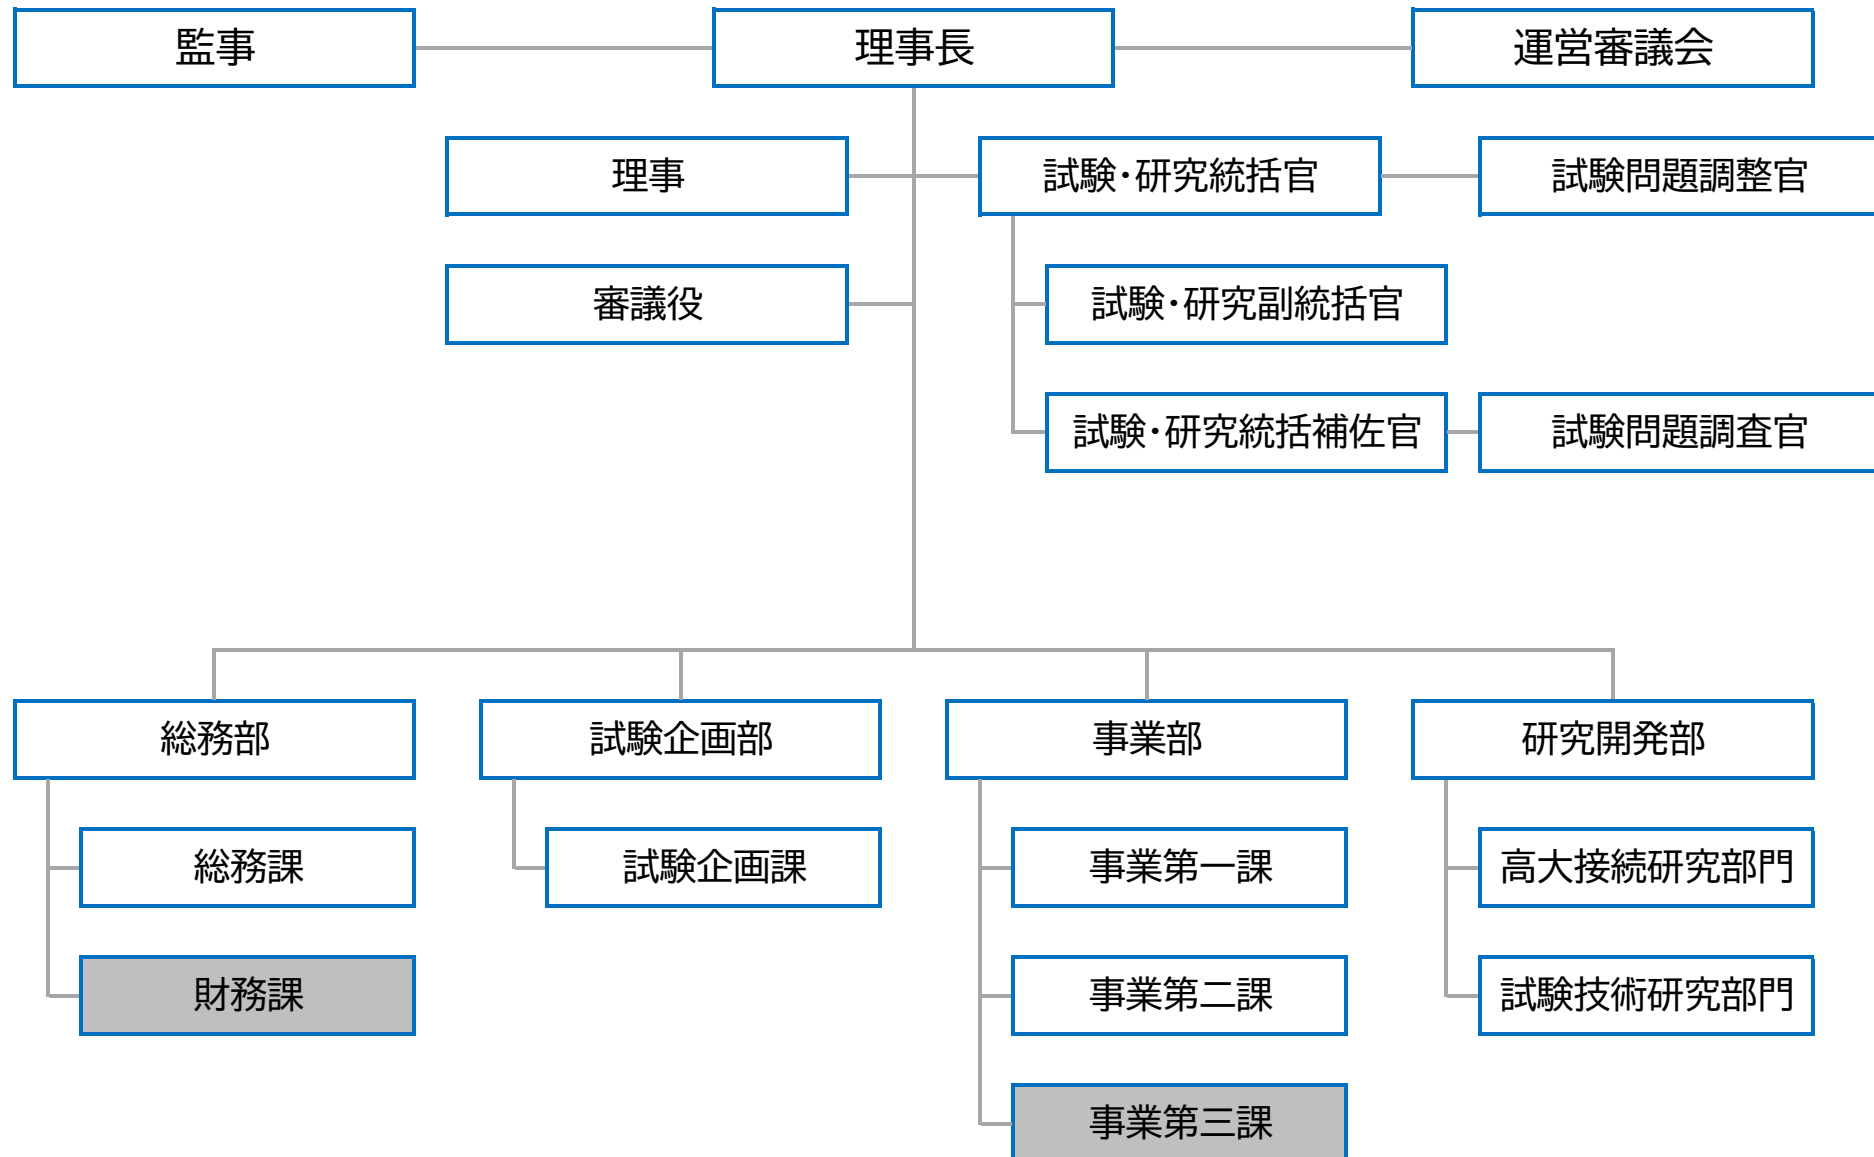 監事
理事長
運営審議会
理事
試験・研究統括官
試験問題調整官
審議役
試験・研究副統括官
試験・研究統括補佐官
試験問題調査官
総務部
試験企画部
事業部
研究開発部
総務課
試験企画課
事業第一課
高大接続研究部門
財務課
事業第二課
試験技術研究部門
事業第三課